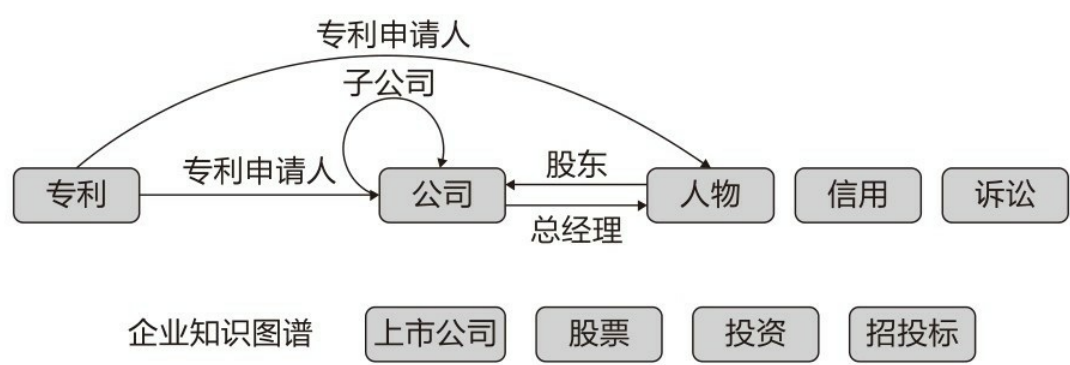 专利申请人
子公司
专利申请人
股东
专利
公司
人物
信用
诉讼
总经理
企业知识图谱
上市公司
股票
投资
招投标